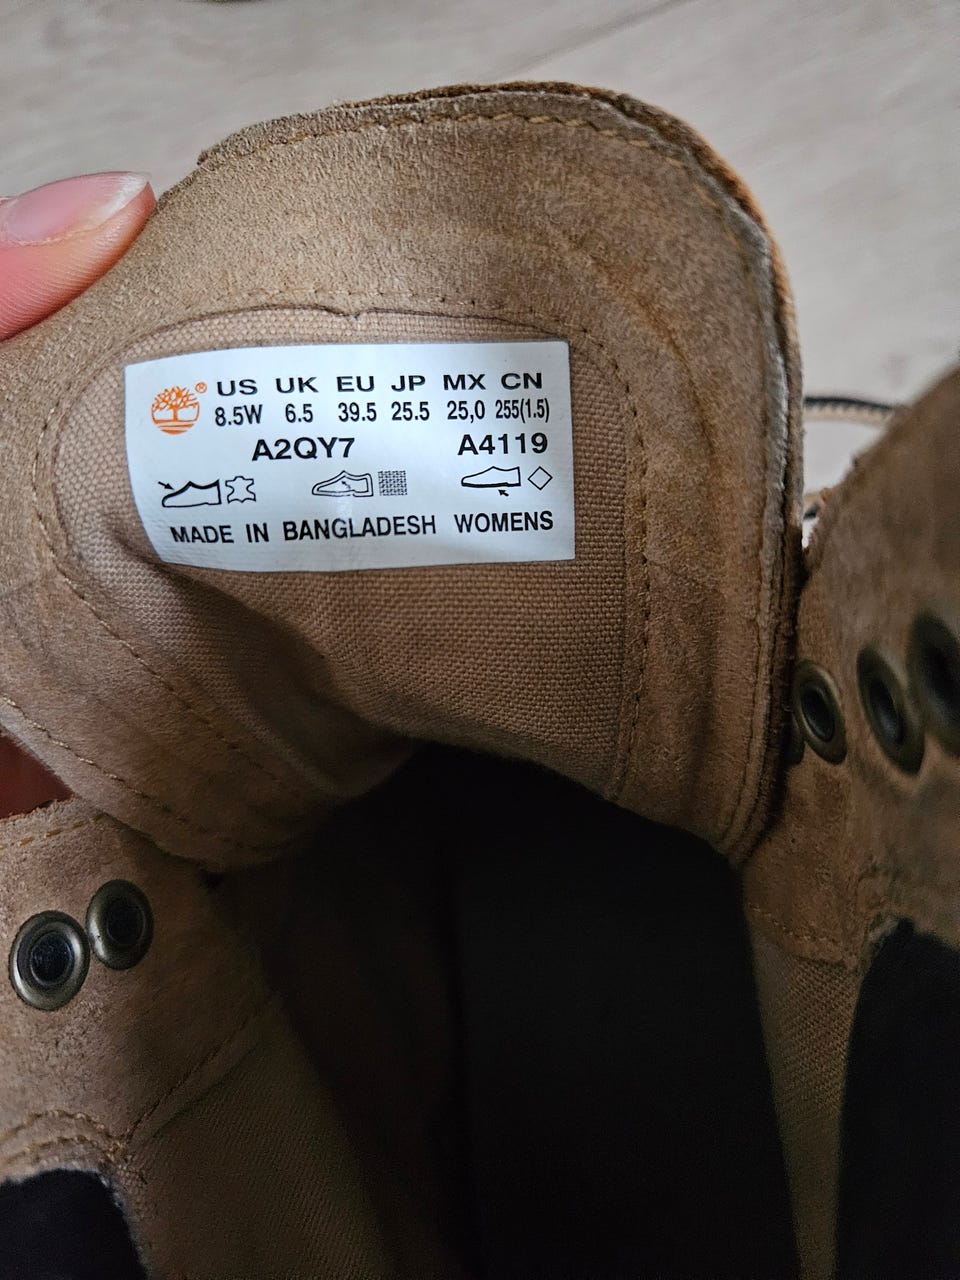 ® US UK EU JP MX CN
8.5W 6.5 39.5 25.5 25,0 255(1.5)
A2QY7 A4119
MADE IN BANGLADESH WOMENS